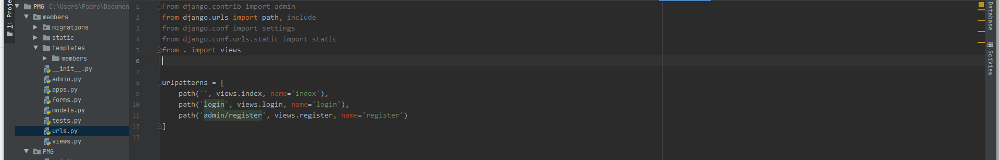 1: Proje
PMG C:\Users\Fadro\Documen
members
migrations
static
templates
members
__init__.py
admin.py
apps.py
forms.py
models.py
tests.py
urls.py
views.py
PMG
1 from django.contrib import admin
2 from django.urls import path, include
3 from django.conf import settings
4 from django.conf.urls.static import static
5 from . import views
6
7
8 urlpatterns = [
9     path('', views.index, name='index'),
10     path('login', views.login, name='login'),
11     path('admin/register', views.register, name='register')
12 ]
13
Database
SciView